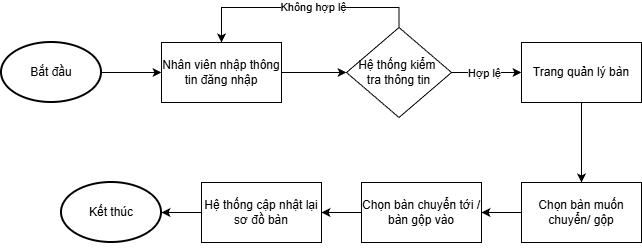 Không hợp lệ
Bắt đầu
Nhân viên nhập thông
tin đăng nhập
Hệ thống kiểm
tra thông tin
Hợp lệ
Trang quản lý bàn
Kết thúc
Hệ thống cập nhật lại
sơ đồ bàn
Chọn bàn chuyển tới /
bàn gộp vào
Chọn bàn muốn
chuyển/ gộp